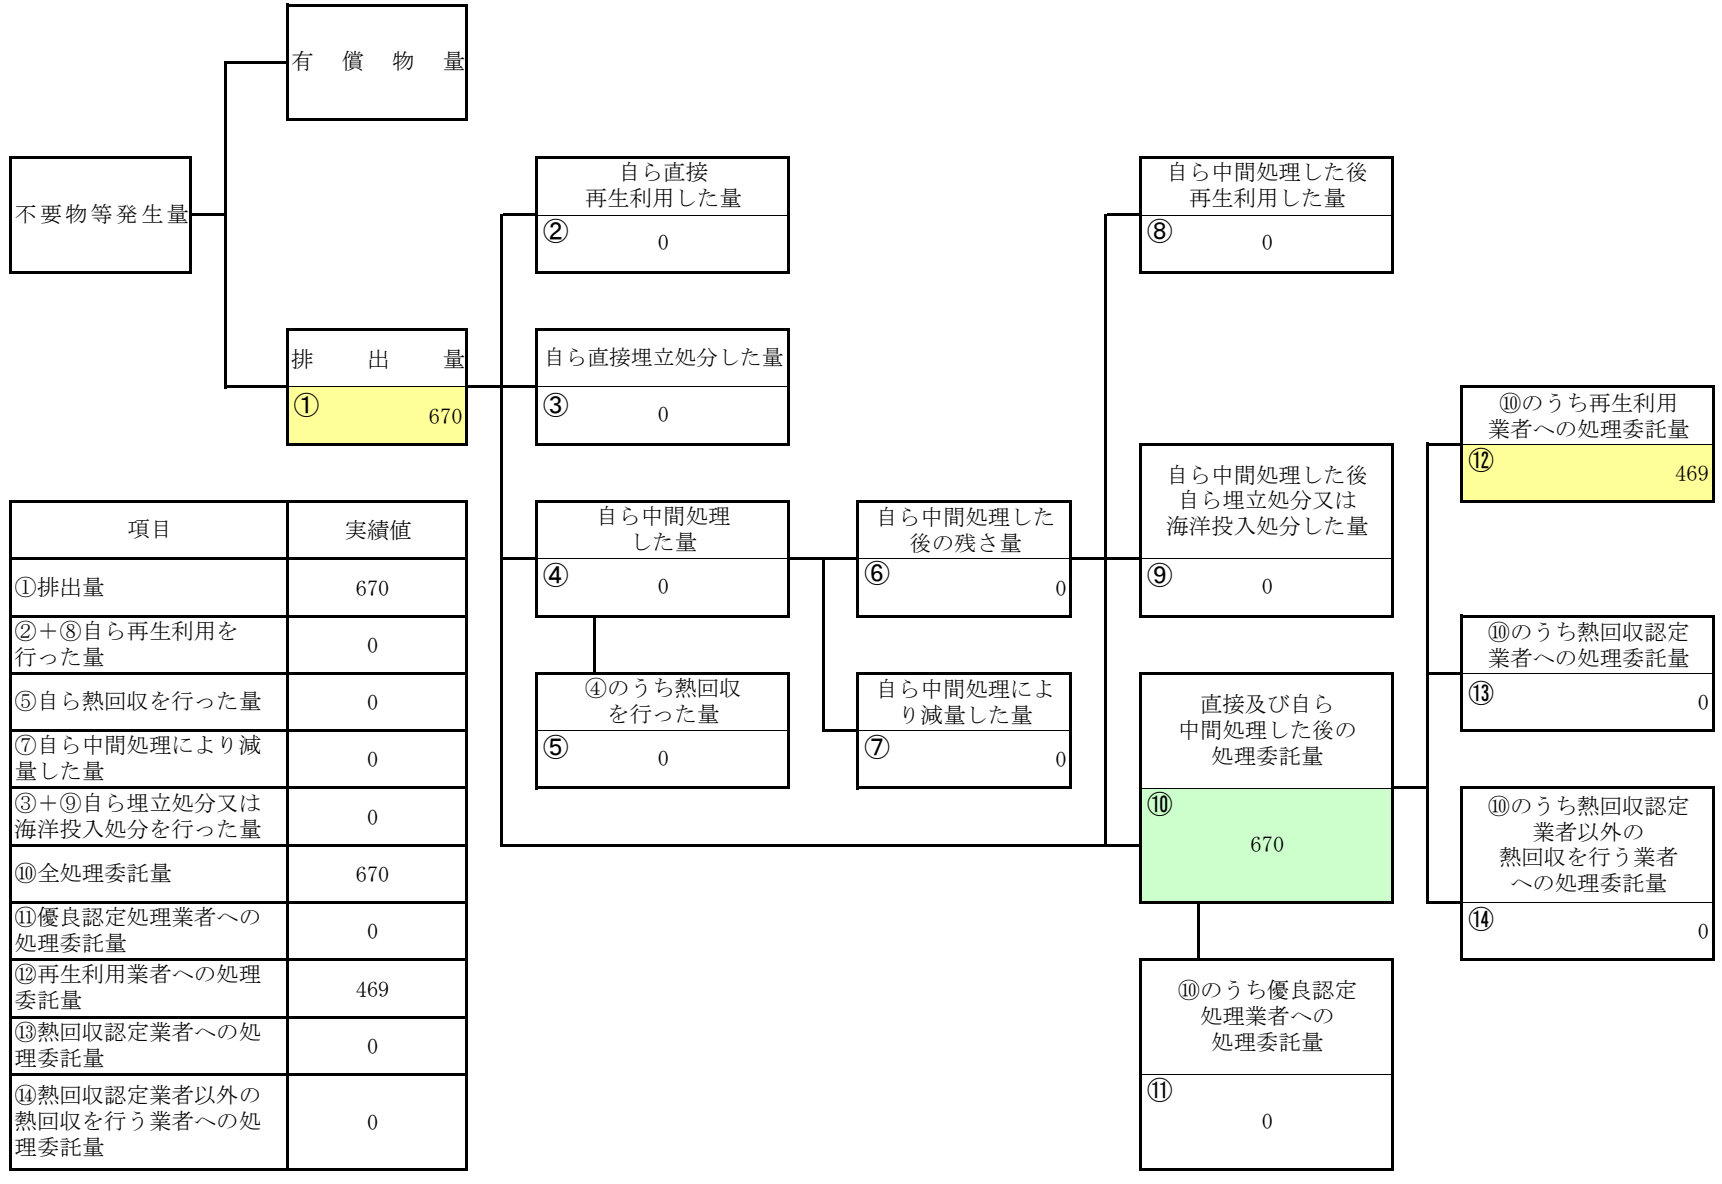 有償物量
不要物等発生量
自ら直接
再生利用した量
②
0
自ら中間処理した後
再生利用した量
⑧
0
排出量
①
670
自ら直接埋立処分した量
③
0
⑩のうち再生利用
業者への処理委託量
⑫
469
自ら中間処理
した量
④
0
自ら中間処理した
後の残さ量
⑥
0
自ら中間処理した後
自ら埋立処分又は
海洋投入処分した量
⑨
0
⑩のうち熱回収認定
業者への処理委託量
⑬
0
④のうち熱回収
を行った量
⑤
0
自ら中間処理によ
り減量した量
⑦
0
直接及び自ら
中間処理した後の
処理委託量
⑩
670
⑩のうち熱回収認定
業者以外の
熱回収を行う業者
への処理委託量
⑭
0
⑩のうち優良認定
処理業者への
処理委託量
⑪
0
項目 実績値
①排出量 670
②＋⑧自ら再生利用を
行った量 0
⑤自ら熱回収を行った量 0
⑦自ら中間処理により減
量した量 0
③＋⑨自ら埋立処分又は
海洋投入処分を行った量 0
⑩全処理委託量 670
⑪優良認定処理業者への
処理委託量 0
⑫再生利用業者への処理
委託量 469
⑬熱回収認定業者への処
理委託量 0
⑭熱回収認定業者以外の
熱回収を行う業者への処
理委託量 0